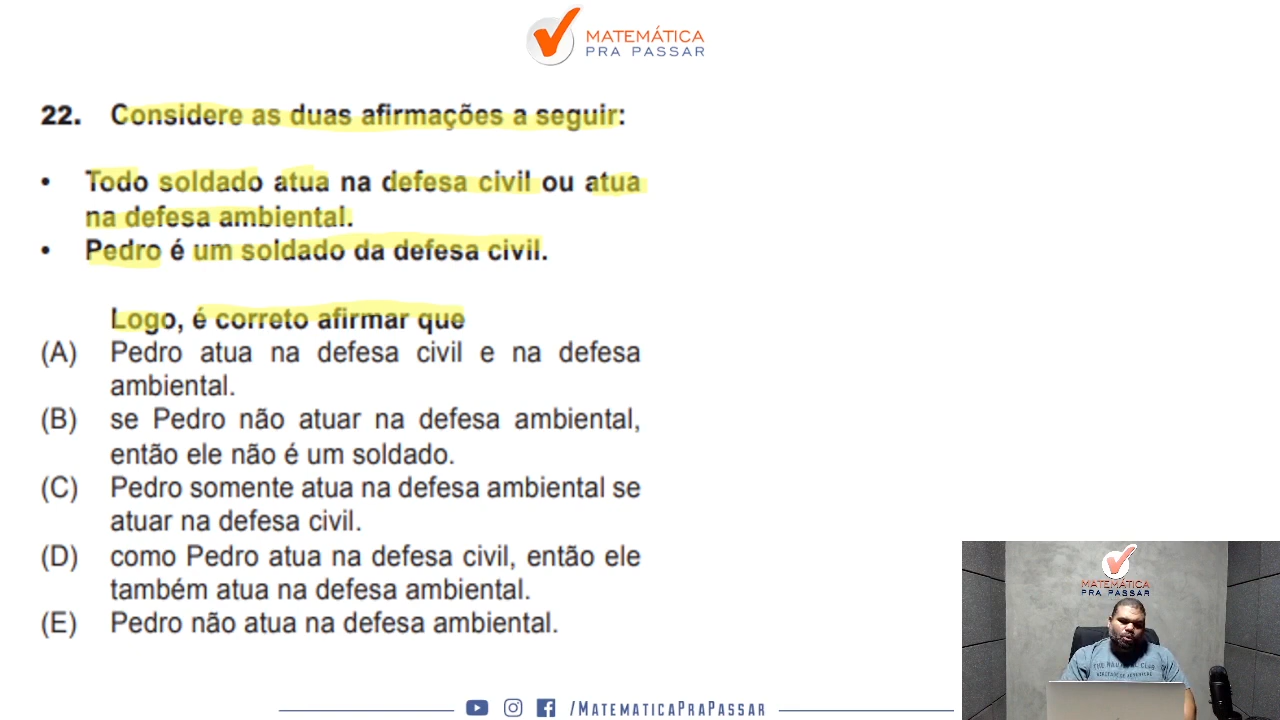 MATEMÁTICA
PRA PASSAR
22. Considere as duas afirmações a seguir:
• Todo soldado atua na defesa civil ou atua
na defesa ambiental.
• Pedro é um soldado da defesa civil.
Logo, é correto afirmar que
(A) Pedro atua na defesa civil e na defesa
ambiental.
(B) se Pedro não atuar na defesa ambiental,
então ele não é um soldado.
(C) Pedro somente atua na defesa ambiental se
atuar na defesa civil.
(D) como Pedro atua na defesa civil, então ele
também atua na defesa ambiental.
(E) Pedro não atua na defesa ambiental.
MATEMÁTICA
PRA PASSAR
/MATEMATICAPRAPASSAR